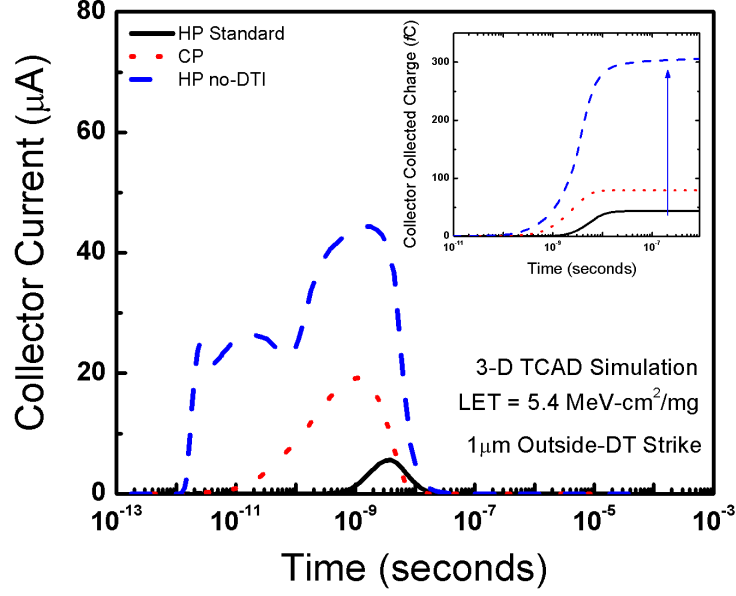 HP Standard
CP
HP no-DTI
Collector Current (μA)
80
60
40
20
0
10⁻¹³
10⁻¹¹
10⁻⁹
10⁻⁷
10⁻⁵
10⁻³
Time (seconds)
Collector Collected Charge (fC)
300
200
100
0
10⁻¹¹
10⁻⁹
10⁻⁷
Time (seconds)
3-D TCAD Simulation
LET = 5.4 MeV-cm²/mg
1μm Outside-DT Strike